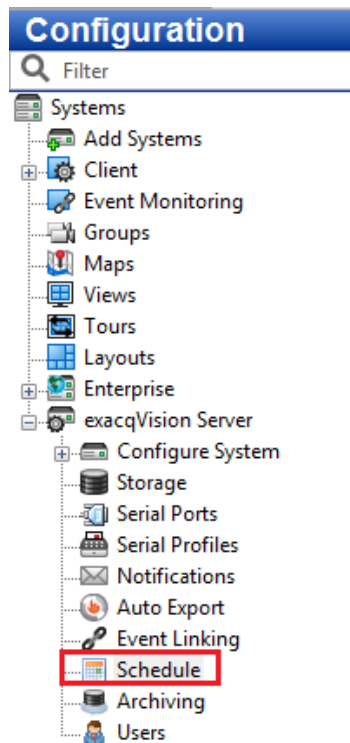 Configuration
Filter
Systems
Add Systems
Client
Event Monitoring
Groups
Maps
Views
Tours
Layouts
Enterprise
exacqVision Server
Configure System
Storage
Serial Ports
Serial Profiles
Notifications
Auto Export
Event Linking
Schedule
Archiving
Users